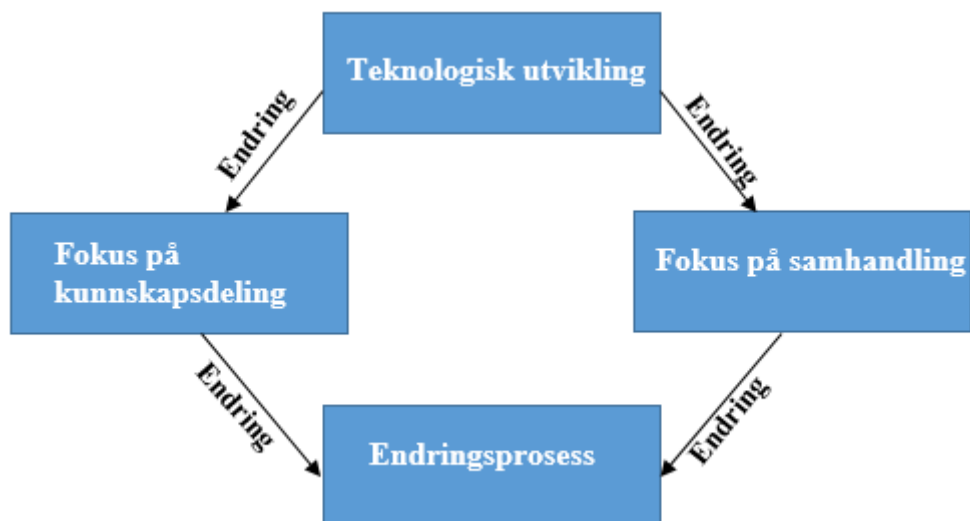 Teknologisk utvikling
Endring
Endring
Fokus på
kunnskapsdeling
Fokus på samhandling
Endring
Endring
Endringsprosess